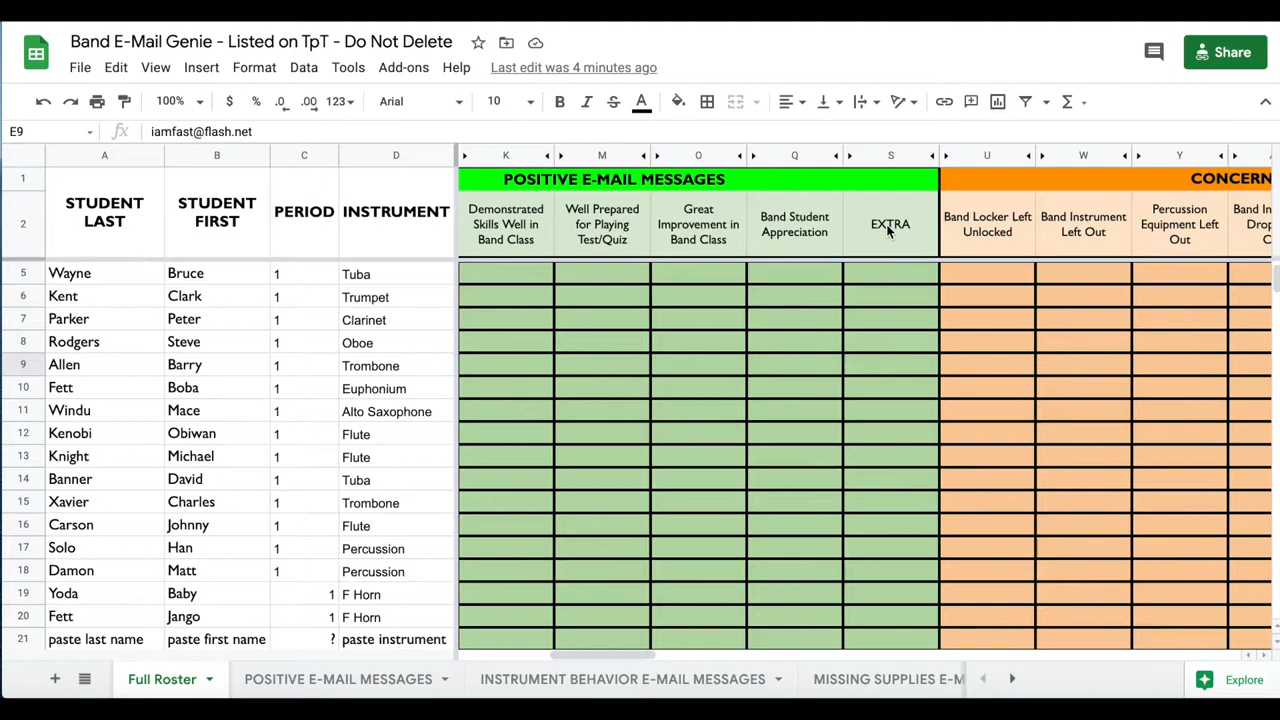 Band E-Mail Genie - Listed on TpT - Do Not Delete
File Edit View Insert Format Data Tools Add-ons Help Last edit was 4 minutes ago
Share
100% $ % .0 .00 123 Arial 10 B I S A
E9 fx iamfast@flash.net
A B C D K M O Q S U W Y
1 POSITIVE E-MAIL MESSAGES CONCERN
2 STUDENT LAST STUDENT FIRST PERIOD INSTRUMENT Demonstrated Skills Well in Band Class Well Prepared for Playing Test/Quiz Great Improvement in Band Class Band Student Appreciation EXTRA Band Locker Left Unlocked Band Instrument Left Out Percussion Equipment Left Out Band In Drop C
5 Wayne Bruce 1 Tuba
6 Kent Clark 1 Trumpet
7 Parker Peter 1 Clarinet
8 Rodgers Steve 1 Oboe
9 Allen Barry 1 Trombone
10 Fett Boba 1 Euphonium
11 Windu Mace 1 Alto Saxophone
12 Kenobi Obiwan 1 Flute
13 Knight Michael 1 Flute
14 Banner David 1 Tuba
15 Xavier Charles 1 Trombone
16 Carson Johnny 1 Flute
17 Solo Han 1 Percussion
18 Damon Matt 1 Percussion
19 Yoda Baby 1 F Horn
20 Fett Jango 1 F Horn
21 paste last name paste first name ? paste instrument
Full Roster POSITIVE E-MAIL MESSAGES INSTRUMENT BEHAVIOR E-MAIL MESSAGES MISSING SUPPLIES E-M Explore